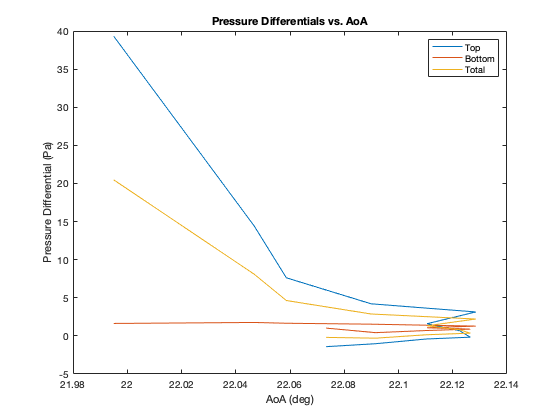 Pressure Differentials vs. AoA
40
35
30
25
20
15
10
5
0
-5
Pressure Differential (Pa)
Top
Bottom
Total
21.98 22 22.02 22.04 22.06 22.08 22.1 22.12 22.14
AoA (deg)